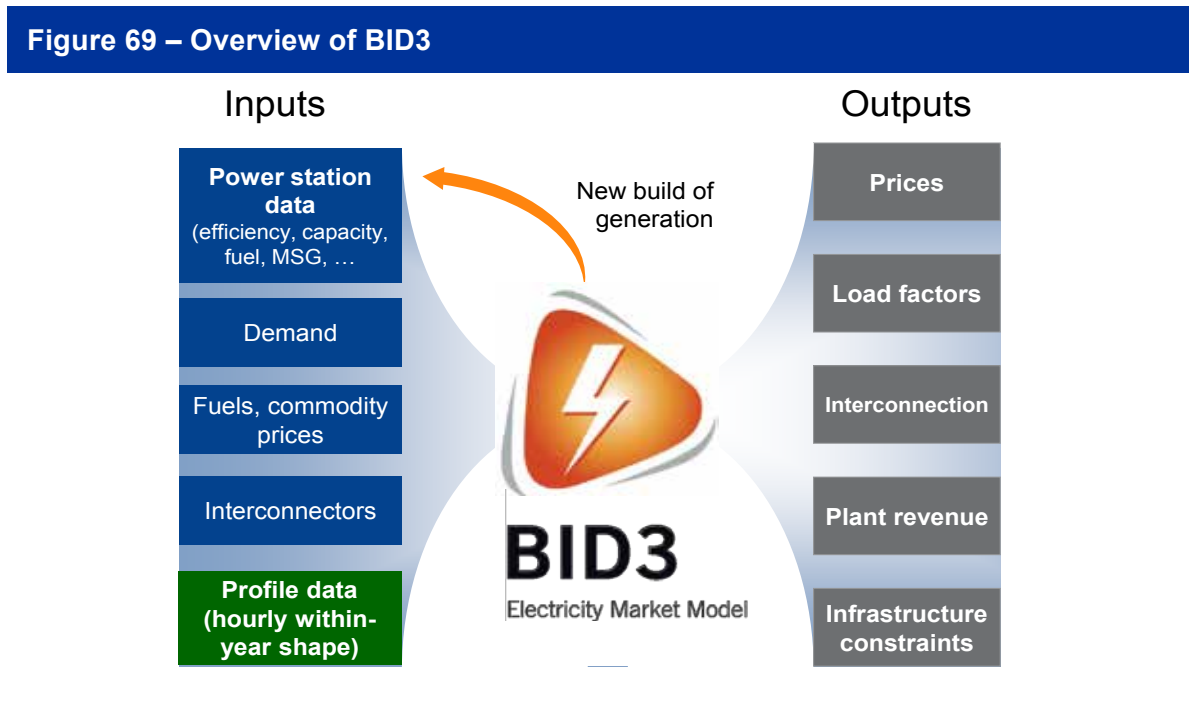 Figure 69 – Overview of BID3
Inputs
Outputs
Power station
data
(efficiency, capacity,
fuel, MSG, …
Demand
Fuels, commodity
prices
Interconnectors
Profile data
(hourly within-
year shape)
New build of
generation
BID3
Electricity Market Model
Prices
Load factors
Interconnection
Plant revenue
Infrastructure
constraints